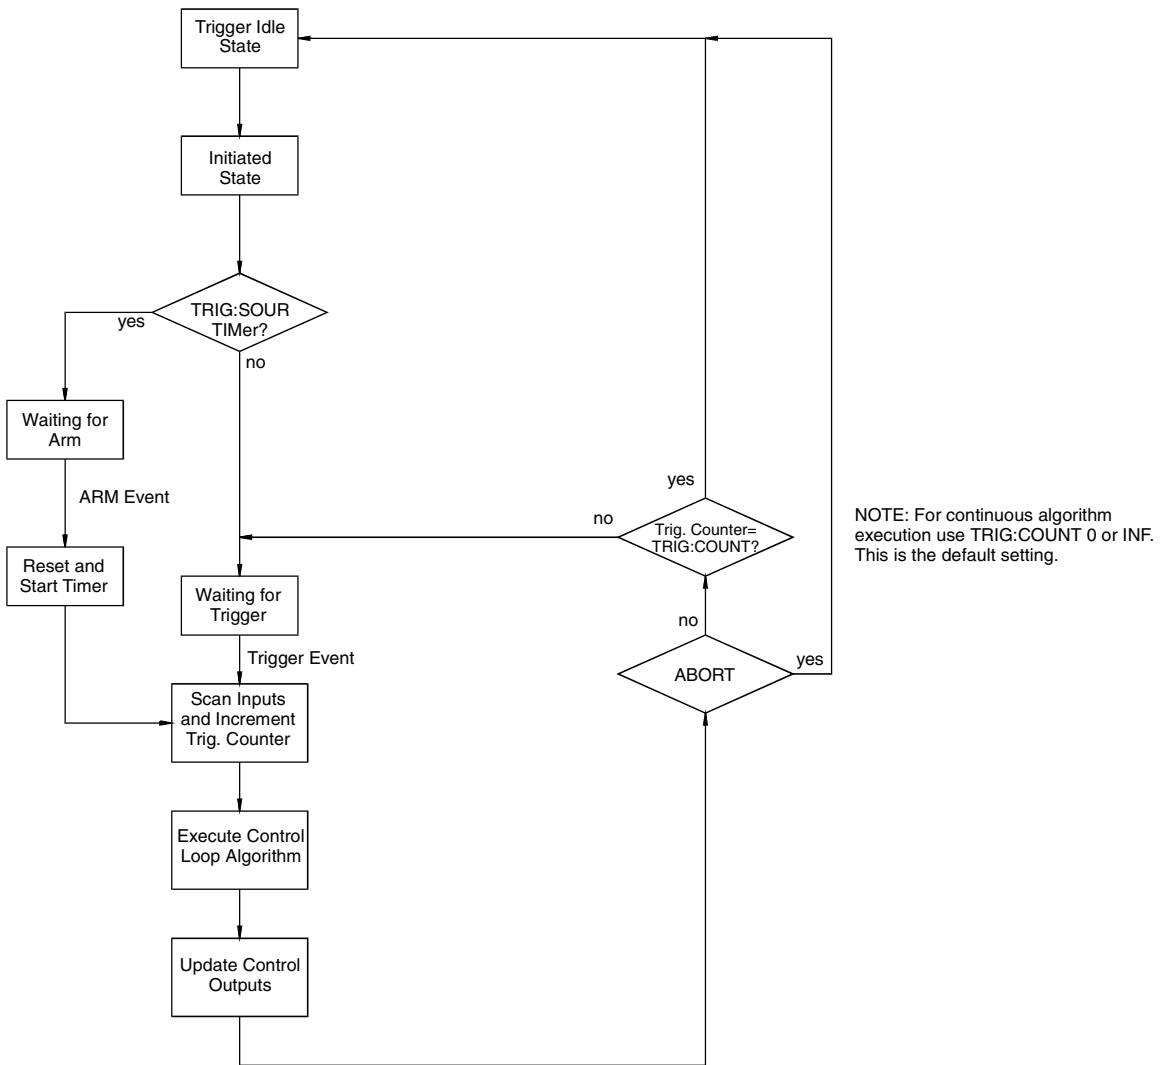 Trigger Idle
State
Initiated
State
TRIG:SOUR
TIMer?
yes
no
Waiting for
Arm
ARM Event
Reset and
Start Timer
Waiting for
Trigger
Trigger Event
Scan Inputs
and Increment
Trig. Counter
Execute Control
Loop Algorithm
Update Control
Outputs
yes
no
Trig. Counter=
TRIG:COUNT?
no
ABORT
yes
NOTE: For continuous algorithm
execution use TRIG:COUNT 0 or INF.
This is the default setting.